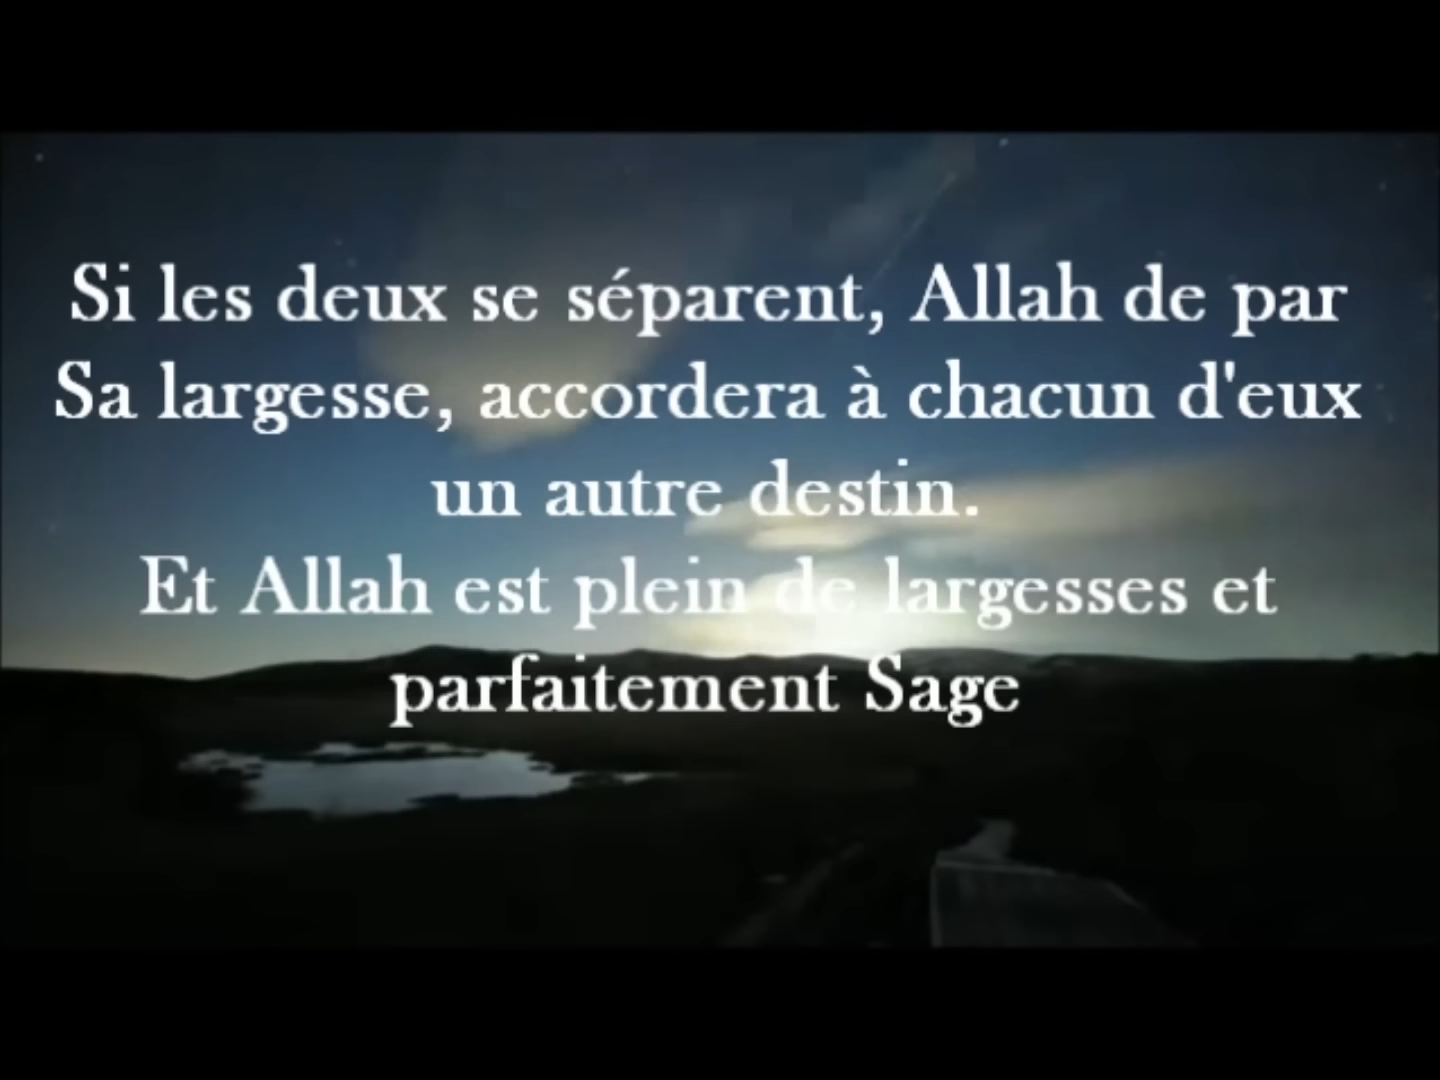 Si les deux se séparent, Allah de par
Sa largesse, accordera à chacun d'eux
un autre destin.
Et Allah est plein de largesses et
parfaitement Sage